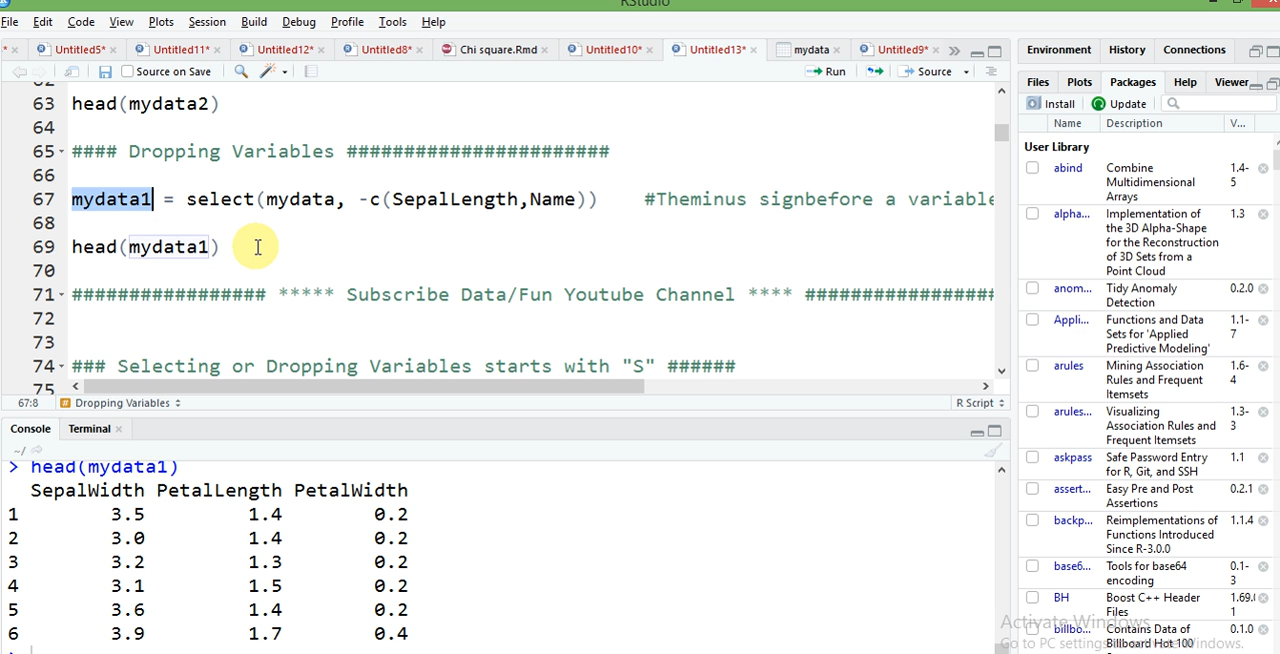 RStudio
File Edit Code View Plots Session Build Debug Profile Tools Help
* × Untitled5* × Untitled11* × Untitled12* × Untitled8* × Chi square.Rmd × Untitled10* × Untitled13* × mydata × Untitled9* × »
Source on Save Run Source
63 head(mydata2)
64
65 #### Dropping Variables #######################
66
67 mydata1 = select(mydata, -c(SepalLength,Name)) #Theminus signbefore a variable
68
69 head(mydata1)
70
71 ################# ***** Subscribe Data/Fun Youtube Channel **** #################
72
73
74 ### Selecting or Dropping Variables starts with "S" ######
75
67:8 # Dropping Variables R Script
Console Terminal ×
~/
> head(mydata1)
SepalWidth PetalLength PetalWidth
1 3.5 1.4 0.2
2 3.0 1.4 0.2
3 3.2 1.3 0.2
4 3.1 1.5 0.2
5 3.6 1.4 0.2
6 3.9 1.7 0.4
Environment History Connections
Files Plots Packages Help Viewer
Install Update
Name Description V...
User Library
abind Combine 1.4-
Multidimensional 5
Arrays
alpha... Implementation of 1.3
the 3D Alpha-Shape
for the Reconstruction
of 3D Sets from a
Point Cloud
anom... Tidy Anomaly 0.2.0
Detection
Appli... Functions and Data 1.1-
Sets for 'Applied 7
Predictive Modeling'
arules Mining Association 1.6-
Rules and Frequent 4
Itemsets
arules... Visualizing 1.3-
Association Rules and 3
Frequent Itemsets
askpass Safe Password Entry 1.1
for R, Git, and SSH
assert... Easy Pre and Post 0.2.1
Assertions
backp... Reimplementations of 1.1.4
Functions Introduced
Since R-3.0.0
base6... Tools for base64 0.1-
encoding 3
BH Boost C++ Header 1.69.
Files 1
billbo... Contains Data of 0.1.0
Billboard Hot 100
Activate Windows
Go to PC settings to activate Windows.